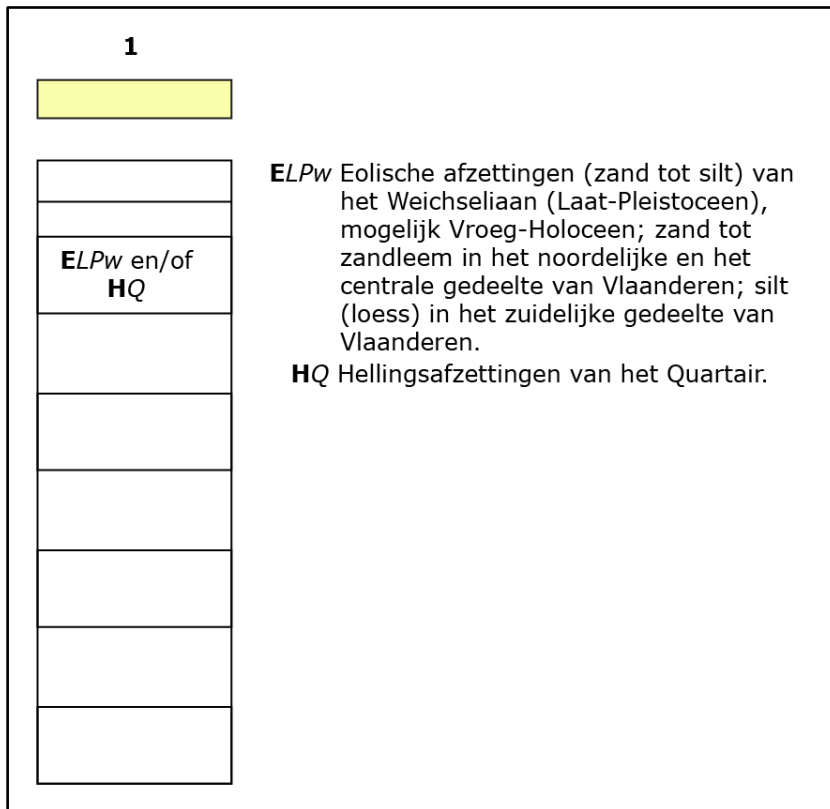 1
ELPw en/of
HQ
ELPw Eolische afzettingen (zand tot silt) van
het Weichseliaan (Laat-Pleistoceen),
mogelijk Vroeg-Holoceen; zand tot
zandleem in het noordelijke en het
centrale gedeelte van Vlaanderen; silt
(loess) in het zuidelijke gedeelte van
Vlaanderen.
HQ Hellingsafzettingen van het Quartair.